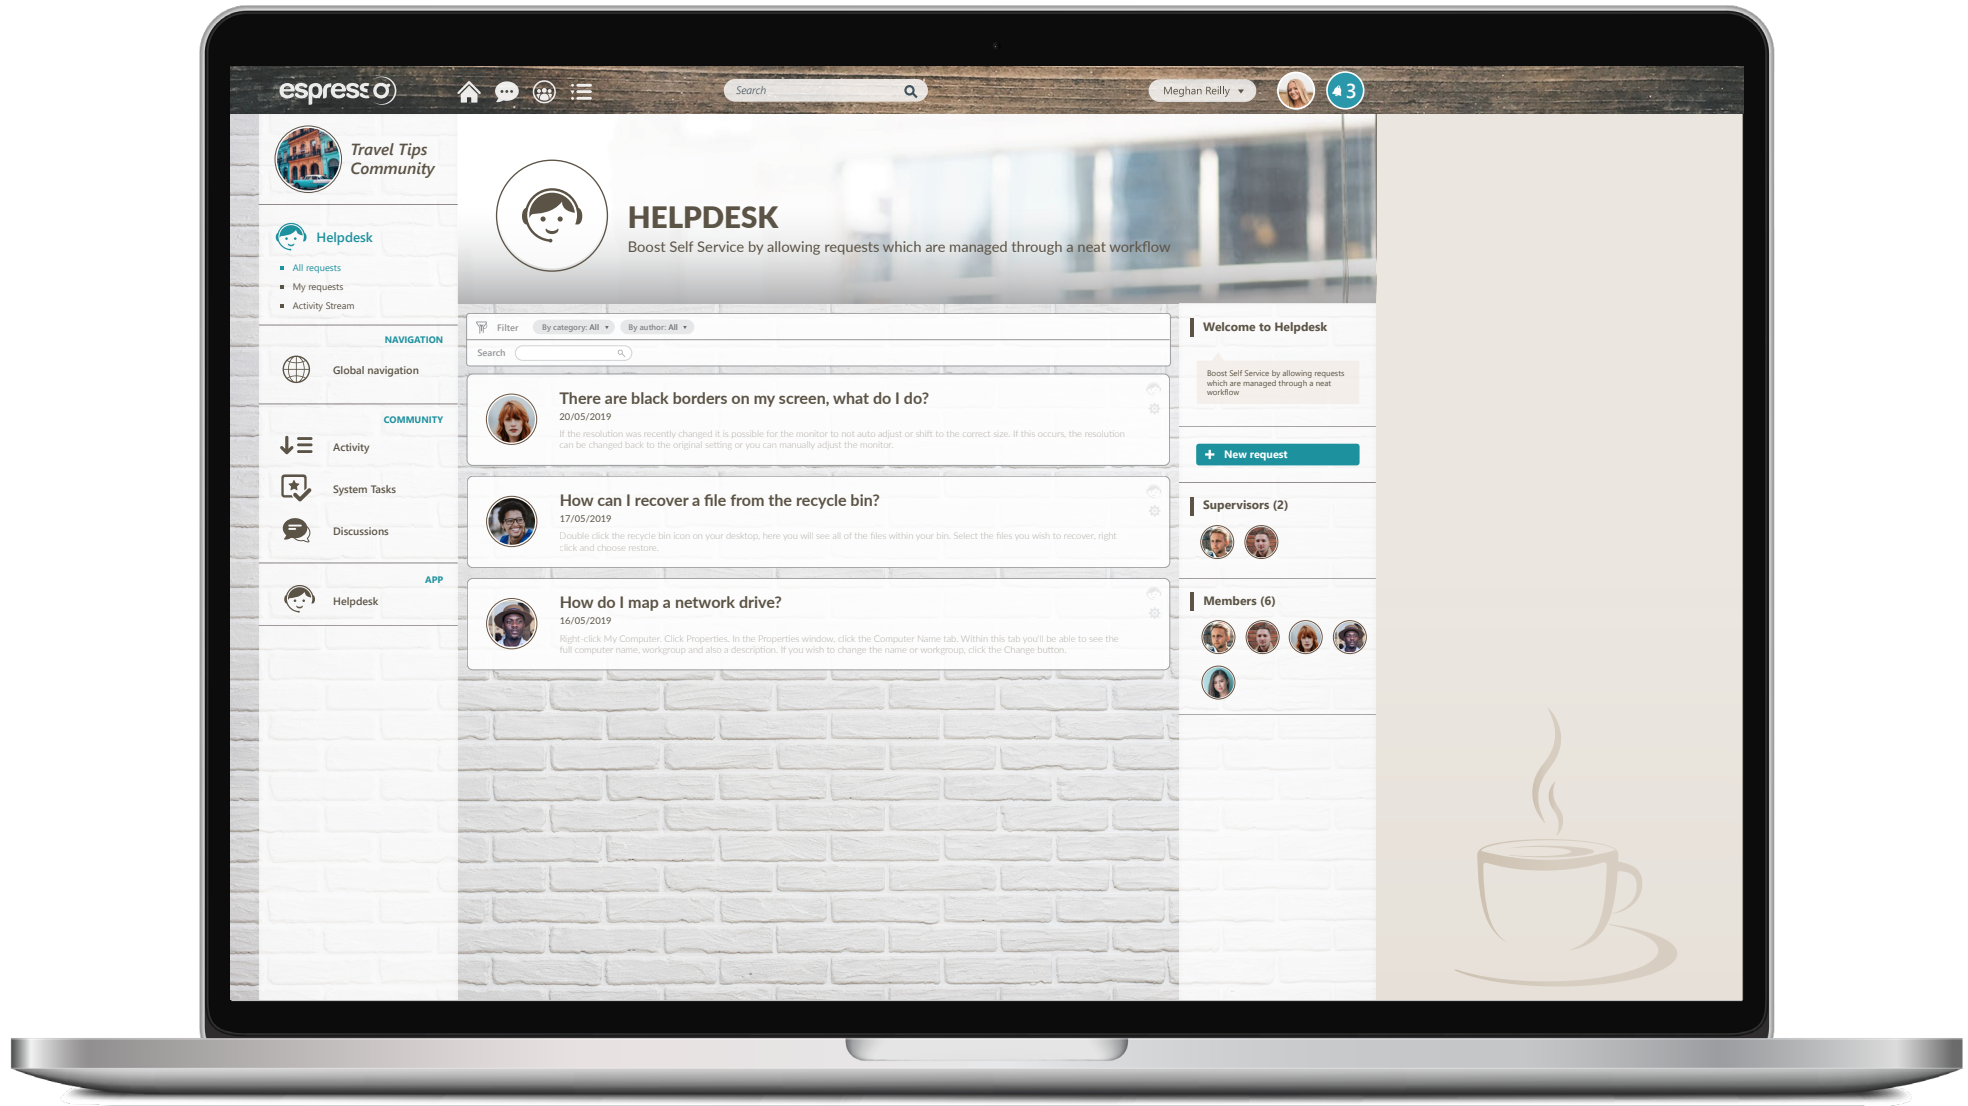 espresso
Search
Meghan Reilly
3
Travel Tips
Community
Helpdesk
All requests
My requests
Activity Stream
NAVIGATION
Global navigation
COMMUNITY
Activity
System Tasks
Discussions
APP
Helpdesk
HELPDESK
Boost Self Service by allowing requests which are managed through a neat workflow
Filter
By category: All
By author: All
Search
There are black borders on my screen, what do I do?
20/05/2019
If the resolution was recently changed it is possible for the monitor to not auto adjust or shift to the correct size. If this occurs, the resolution
can be changed back to the original setting or you can manually adjust the monitor.
How can I recover a file from the recycle bin?
17/05/2019
Double click the recycle bin icon on your desktop, here you will see all of the files within your bin. Select the files you wish to recover, right
click and choose restore.
How do I map a network drive?
16/05/2019
Right-click My Computer. Click Properties. In the Properties window, click the Computer Name tab. Within this tab you'll be able to see the
full computer name, workgroup and also a description. If you wish to change the name or workgroup, click the Change button.
Welcome to Helpdesk
Boost Self Service by allowing requests
which are managed through a neat
workflow
+ New request
Supervisors (2)
Members (6)